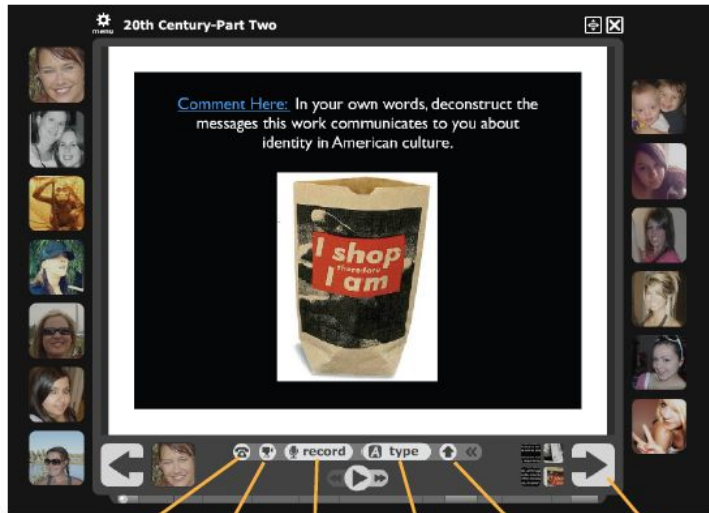 menu
20th Century-Part Two
Comment Here: In your own words, deconstruct the
messages this work communicates to you about
identity in American culture.
I shop
therefore
I am
record
A type